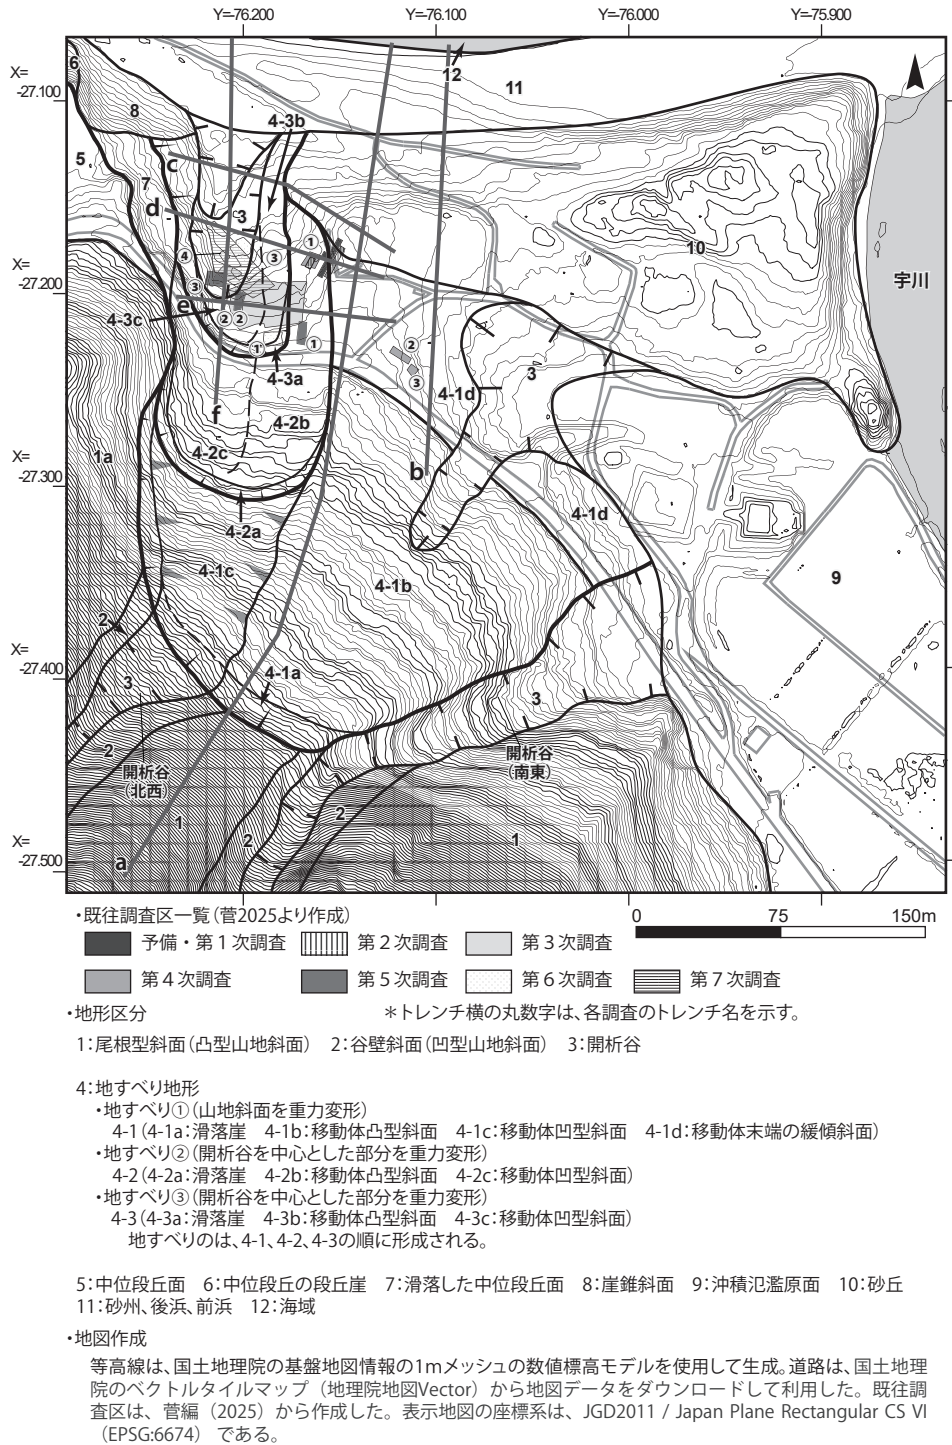 Y=-76.200 Y=-76.100 Y=-76.000 Y=-75.900
X=
-27.100
X=
-27.200
X=
-27.300
X=
-27.400
X=
-27.500
6
12
11
8
4-3b
5
c
7
d
3
①
10
④
③
宇川
③
e
4-3c
②②
①
①
②
③
4-3a
3
4-1d
f
4-2b
1a
4-2c
b
4-2a
4-1d
4-1c
4-1b
9
2
4-1a
3
3
2
開析谷
(北西)
開析谷
(南東)
1
2
2
1
a
・既往調査区一覧(菅2025より作成)
0 75 150m
予備・第1次調査 第2次調査 第3次調査
第4次調査 第5次調査 第6次調査 第7次調査
・地形区分 ＊トレンチ横の丸数字は、各調査のトレンチ名を示す。
1:尾根型斜面(凸型山地斜面) 2:谷壁斜面(凹型山地斜面) 3:開析谷
4:地すべり地形
・地すべり①(山地斜面を重力変形)
4-1(4-1a:滑落崖 4-1b:移動体凸型斜面 4-1c:移動体凹型斜面 4-1d:移動体末端の緩傾斜面)
・地すべり②(開析谷を中心とした部分を重力変形)
4-2(4-2a:滑落崖 4-2b:移動体凸型斜面 4-2c:移動体凹型斜面)
・地すべり③(開析谷を中心とした部分を重力変形)
4-3(4-3a:滑落崖 4-3b:移動体凸型斜面 4-3c:移動体凹型斜面)
地すべりのは、4-1、4-2、4-3の順に形成される。
5:中位段丘面 6:中位段丘の段丘崖 7:滑落した中位段丘面 8:崖錐斜面 9:沖積氾濫原面 10:砂丘
11:砂州、後浜、前浜 12:海域
・地図作成
等高線は、国土地理院の基盤地図情報の1mメッシュの数値標高モデルを使用して生成。道路は、国土地理
院のベクトルタイルマップ（地理院地図Vector）から地図データをダウンロードして利用した。既往調
査区は、菅編（2025）から作成した。表示地図の座標系は、JGD2011 / Japan Plane Rectangular CS VI
（EPSG:6674） である。